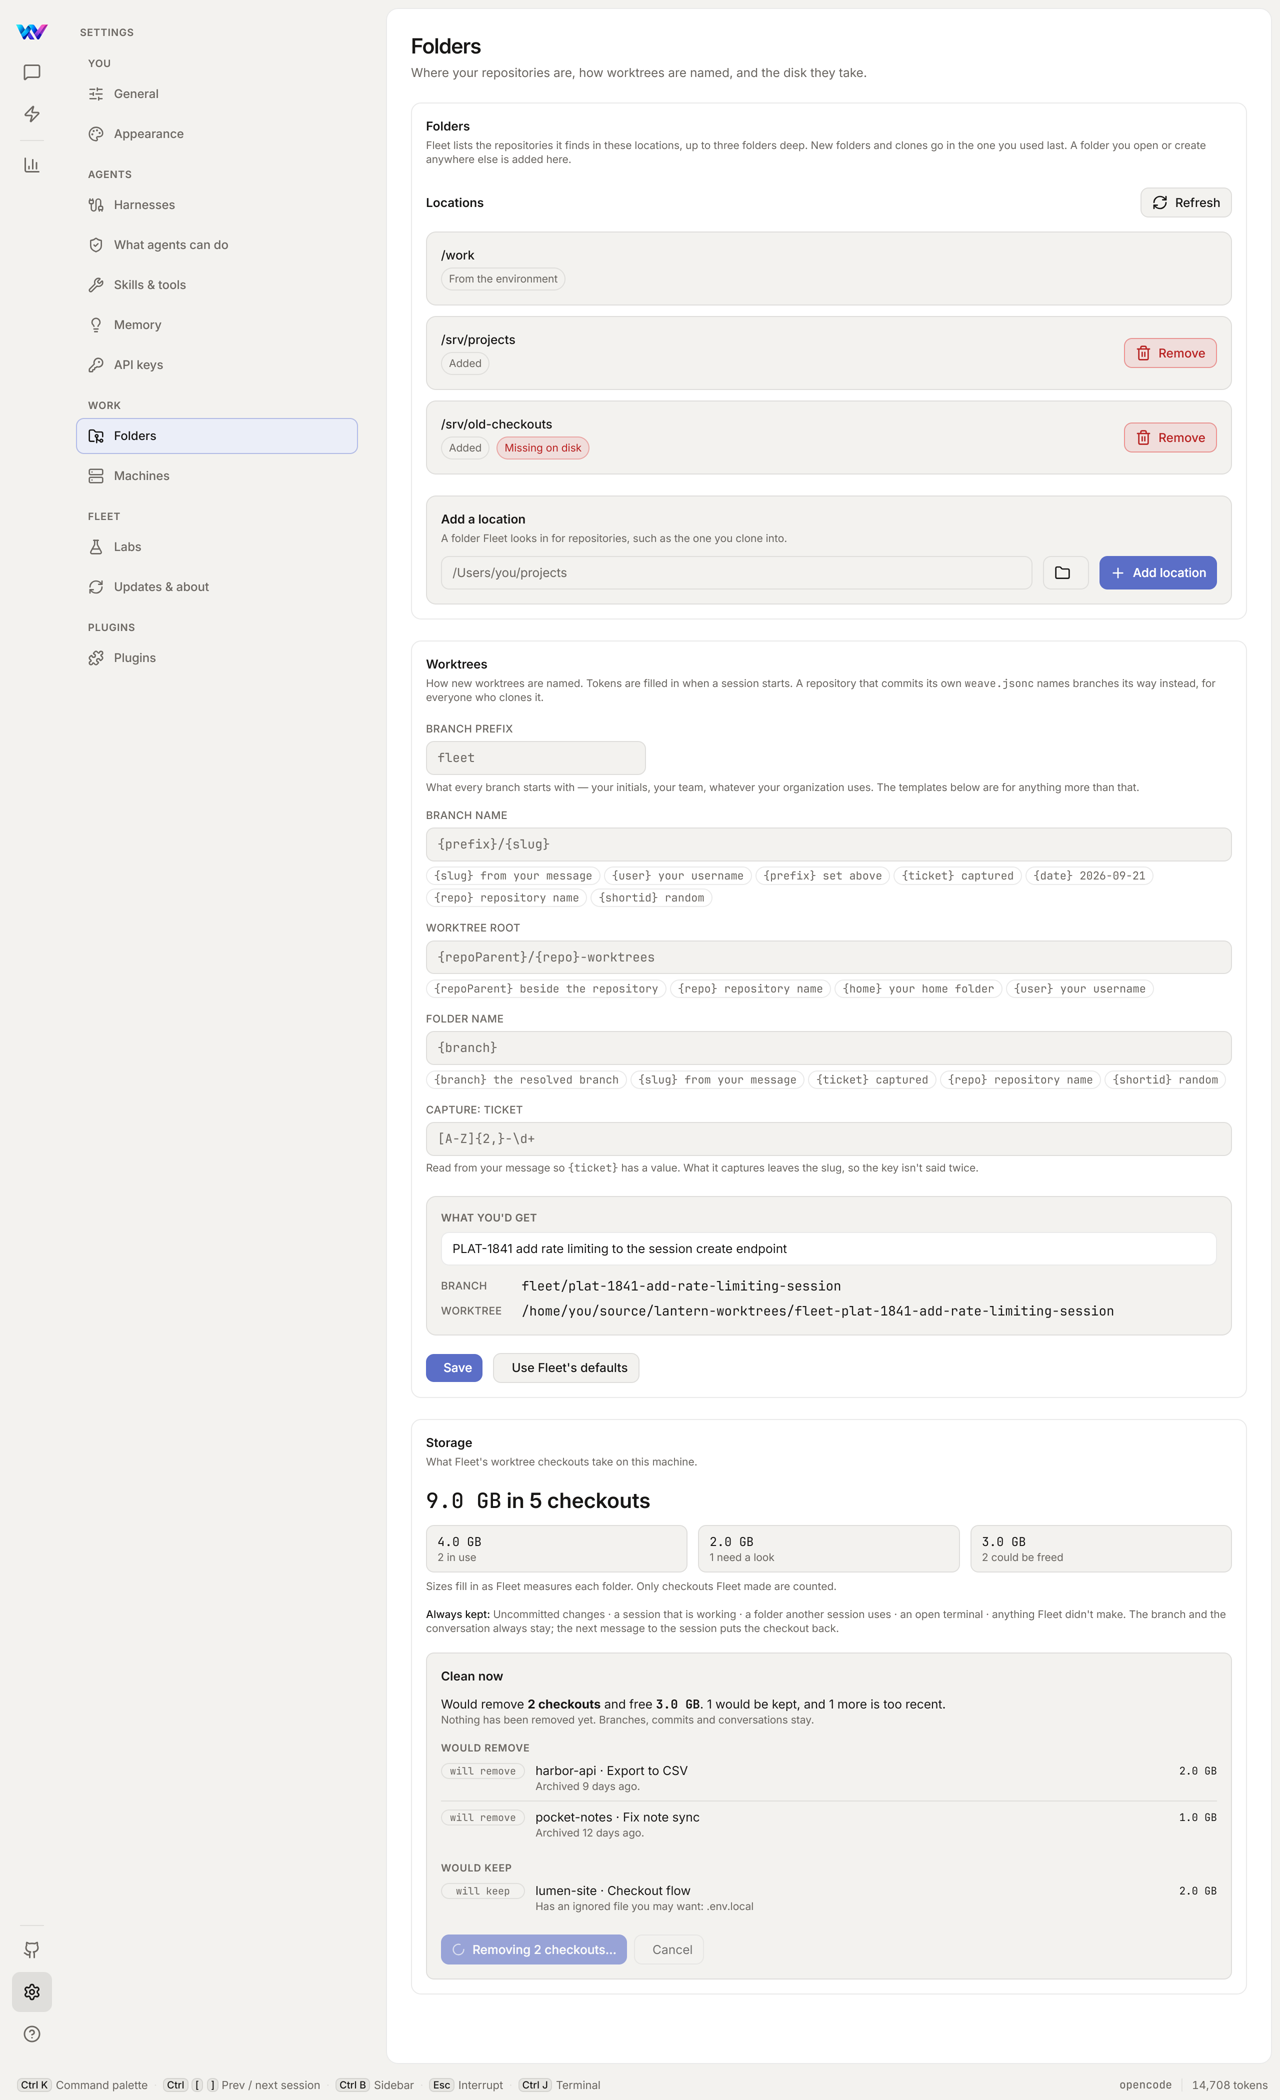 SETTINGS
YOU
General
Appearance
AGENTS
Harnesses
What agents can do
Skills & tools
Memory
API keys
WORK
Folders
Machines
FLEET
Labs
Updates & about
PLUGINS
Plugins
Folders
Where your repositories are, how worktrees are named, and the disk they take.
Folders
Fleet lists the repositories it finds in these locations, up to three folders deep. New folders and clones go in the one you used last. A folder you open or create
anywhere else is added here.
Locations
Refresh
/work
From the environment
/srv/projects
Added
Remove
/srv/old-checkouts
Added Missing on disk
Remove
Add a location
A folder Fleet looks in for repositories, such as the one you clone into.
/Users/you/projects
Add location
Worktrees
How new worktrees are named. Tokens are filled in when a session starts. A repository that commits its own weave.jsonc names branches its way instead, for
everyone who clones it.
BRANCH PREFIX
fleet
What every branch starts with — your initials, your team, whatever your organization uses. The templates below are for anything more than that.
BRANCH NAME
{prefix}/{slug}
{slug} from your message {user} your username {prefix} set above {ticket} captured {date} 2026-09-21
{repo} repository name {shortid} random
WORKTREE ROOT
{repoParent}/{repo}-worktrees
{repoParent} beside the repository {repo} repository name {home} your home folder {user} your username
FOLDER NAME
{branch}
{branch} the resolved branch {slug} from your message {ticket} captured {repo} repository name {shortid} random
CAPTURE: TICKET
[A-Z]{2,}-\d+
Read from your message so {ticket} has a value. What it captures leaves the slug, so the key isn't said twice.
WHAT YOU'D GET
PLAT-1841 add rate limiting to the session create endpoint
BRANCH fleet/plat-1841-add-rate-limiting-session
WORKTREE /home/you/source/lantern-worktrees/fleet-plat-1841-add-rate-limiting-session
Save Use Fleet's defaults
Storage
What Fleet's worktree checkouts take on this machine.
9.0 GB in 5 checkouts
4.0 GB
2 in use
2.0 GB
1 need a look
3.0 GB
2 could be freed
Sizes fill in as Fleet measures each folder. Only checkouts Fleet made are counted.
Always kept: Uncommitted changes · a session that is working · a folder another session uses · an open terminal · anything Fleet didn't make. The branch and the
conversation always stay; the next message to the session puts the checkout back.
Clean now
Would remove 2 checkouts and free 3.0 GB. 1 would be kept, and 1 more is too recent.
Nothing has been removed yet. Branches, commits and conversations stay.
WOULD REMOVE
will remove harbor-api · Export to CSV 2.0 GB
Archived 9 days ago.
will remove pocket-notes · Fix note sync 1.0 GB
Archived 12 days ago.
WOULD KEEP
will keep lumen-site · Checkout flow 2.0 GB
Has an ignored file you may want: .env.local
Removing 2 checkouts... Cancel
Ctrl K Command palette · Ctrl [ ] Prev / next session · Ctrl B Sidebar · Esc Interrupt · Ctrl J Terminal
opencode 14,708 tokens